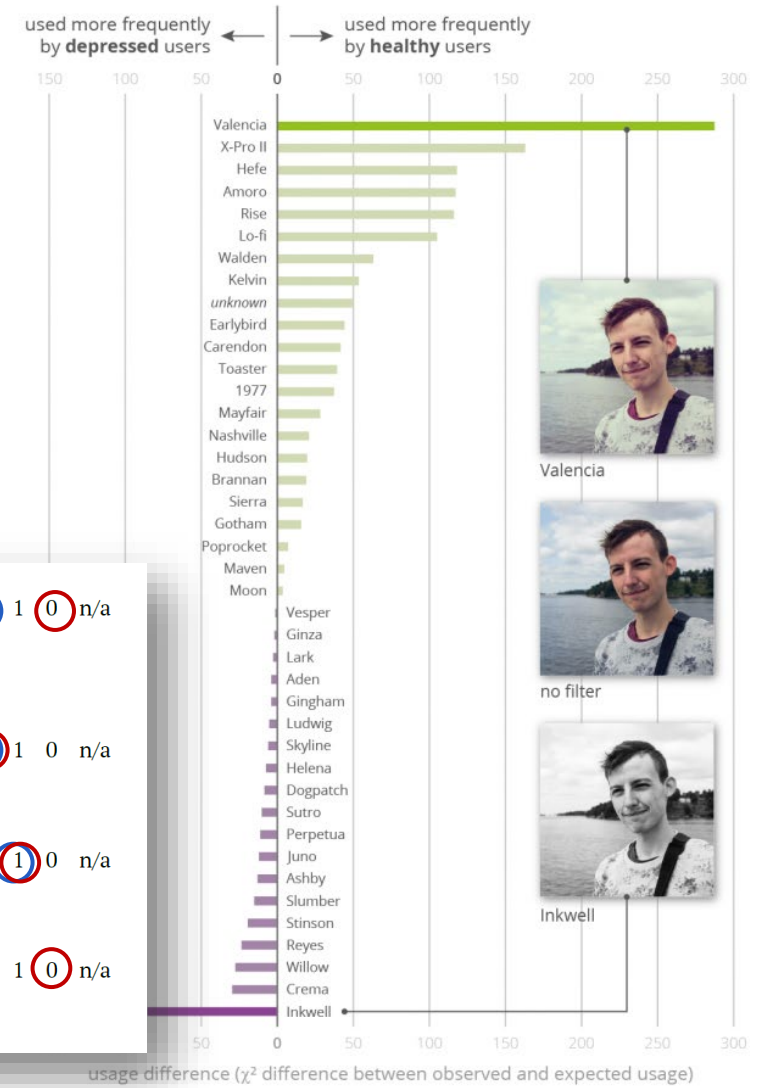 used more frequently
by depressed users
used more frequently
by healthy users
150 100 50 0 50 100 150 200 250 300
Valencia
X-Pro II
Hefe
Amoro
Rise
Lo-fi
Walden
Kelvin
unknown
Earlybird
Carendon
Toaster
1977
Mayfair
Nashville
Hudson
Brannan
Sierra
Gotham
Poprocket
Maven
Moon
Vesper
Ginza
Lark
Aden
Gingham
Ludwig
Skyline
Helena
Dogpatch
Sutro
Perpetua
Juno
Ashby
Slumber
Stinson
Reyes
Willow
Crema
Inkwell
Valencia
no filter
Inkwell
1 0 n/a
1 0 n/a
1 0 n/a
1 0 n/a
50 0 50 100 150 200 250 300
usage difference (χ² difference between observed and expected usage)